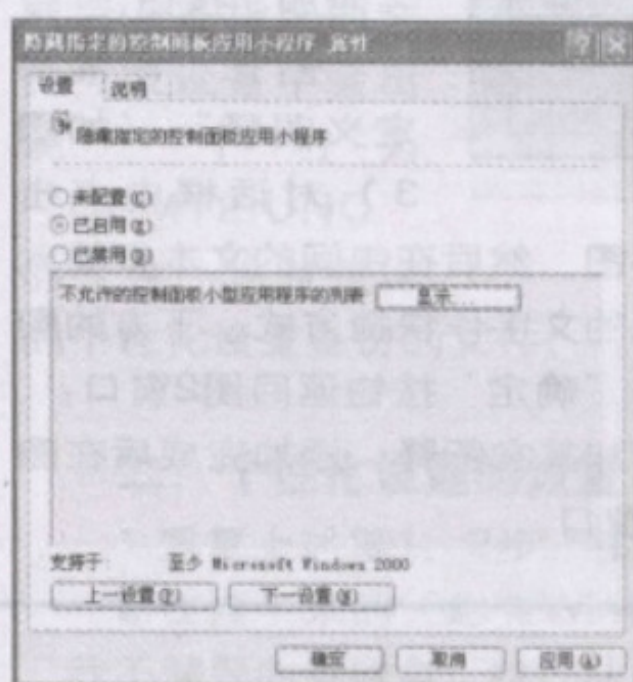 隐藏指定的控制面板应用小程序 属性
设置 说明
隐藏指定的控制面板应用小程序
未配置(C)
已启用(E)
已禁用(D)
不允许的控制面板小型应用程序的列表 显示...
支持于: 至少 Microsoft Windows 2000
上一设置(P) 下一设置(N)
确定 取消 应用(A)